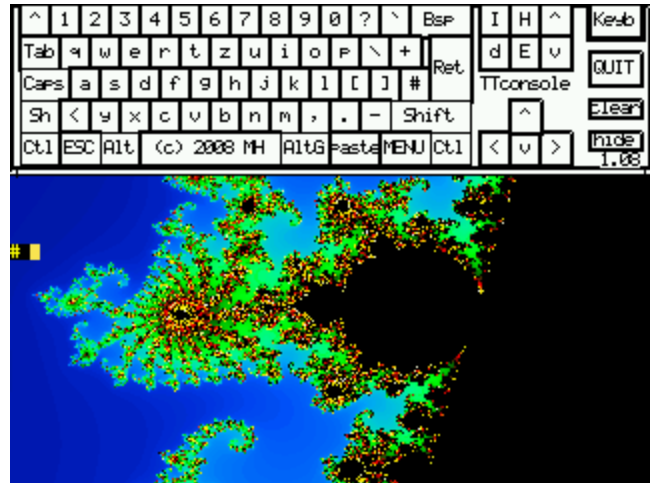 ^ 1 2 3 4 5 6 7 8 9 0 ? ` Bsp I H ^ Keyb
Tab q w e r t z u i o p \ + Ret d E v QUIT
Caps a s d f g h j k l [ ] # TTconsole
Sh < y x c v b n m , . - Shift ^ clear
Ctl ESC Alt (c) 2008 MH AltG paste MENU Ctl < v > hide
1.08
#